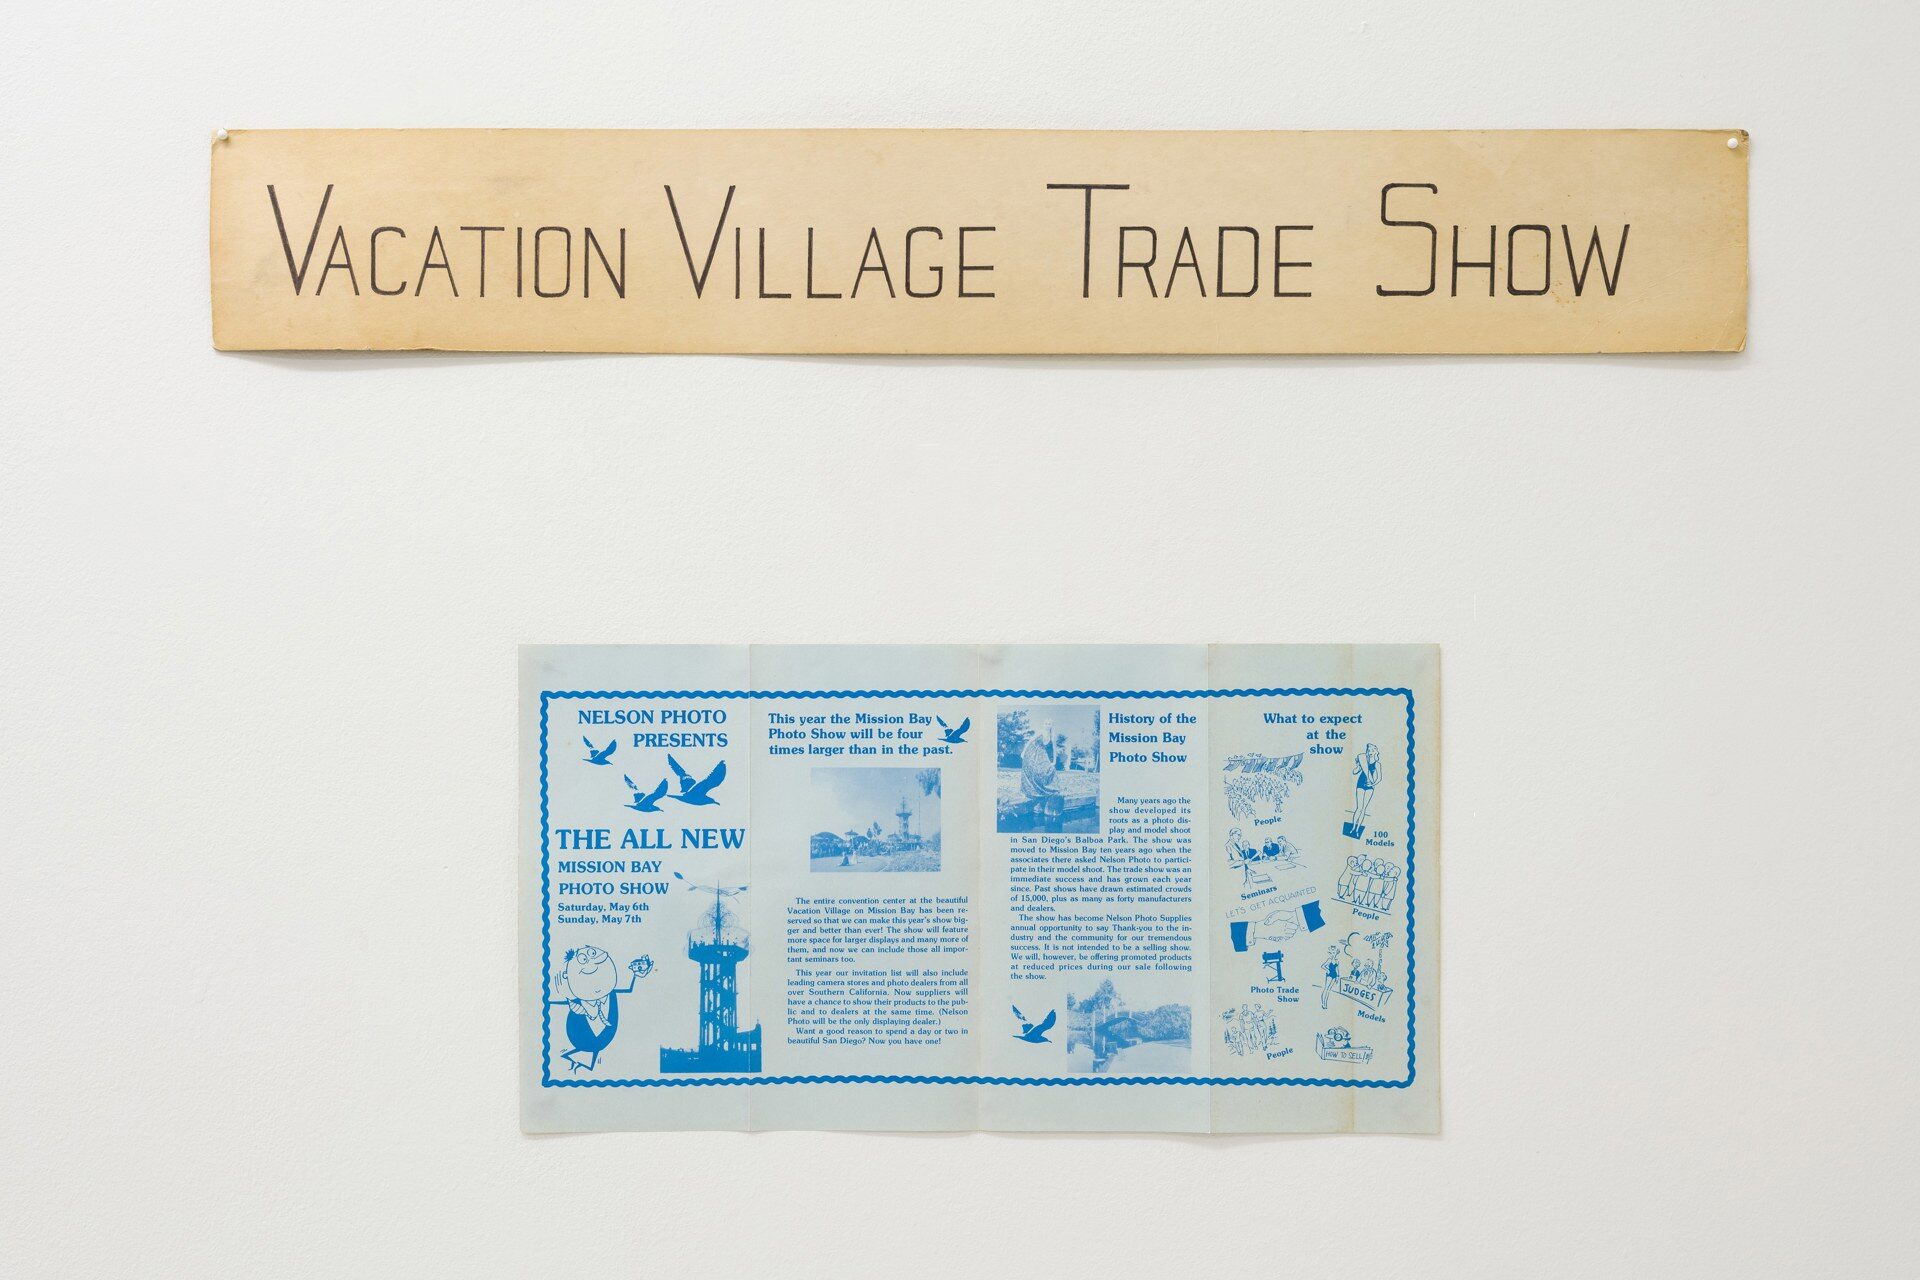 VACATION VILLAGE TRADE SHOW
NELSON PHOTO
PRESENTS
THE ALL NEW
MISSION BAY
PHOTO SHOW
Saturday, May 6th
Sunday, May 7th
This year the Mission Bay
Photo Show will be four
times larger than in the past.
The entire convention center at the beautiful
Vacation Village on Mission Bay has been re-
served so that we can make this year's show big-
ger and better than ever! The show will feature
more space for larger displays and many more of
them, and now we can include those all impor-
tant seminars too.
This year our invitation list will also include
leading camera stores and photo dealers from all
over Southern California. Now suppliers will
have a chance to show their products to the pub-
lic and to dealers at the same time. (Nelson
Photo will be the only displaying dealer.)
Want a good reason to spend a day or two in
beautiful San Diego? Now you have one!
History of the
Mission Bay
Photo Show
Many years ago the
show developed its
roots as a photo dis-
play and model shoot
in San Diego's Balboa Park. The show was
moved to Mission Bay ten years ago when the
associates there asked Nelson Photo to partici-
pate in their model shoot. The trade show was an
immediate success and has grown each year
since. Past shows have drawn estimated crowds
of 15,000, plus as many as forty manufacturers
and dealers.
The show has become Nelson Photo Supplies
annual opportunity to say Thank-you to the in-
dustry and the community for our tremendous
success. It is not intended to be a selling show.
We will, however, be offering promoted products
at reduced prices during our sale following
the show.
What to expect
at the
show
People
100
Models
Seminars
LET'S GET ACQUAINTED
People
Photo Trade
Show
JUDGES
Models
People
HOW TO SELL